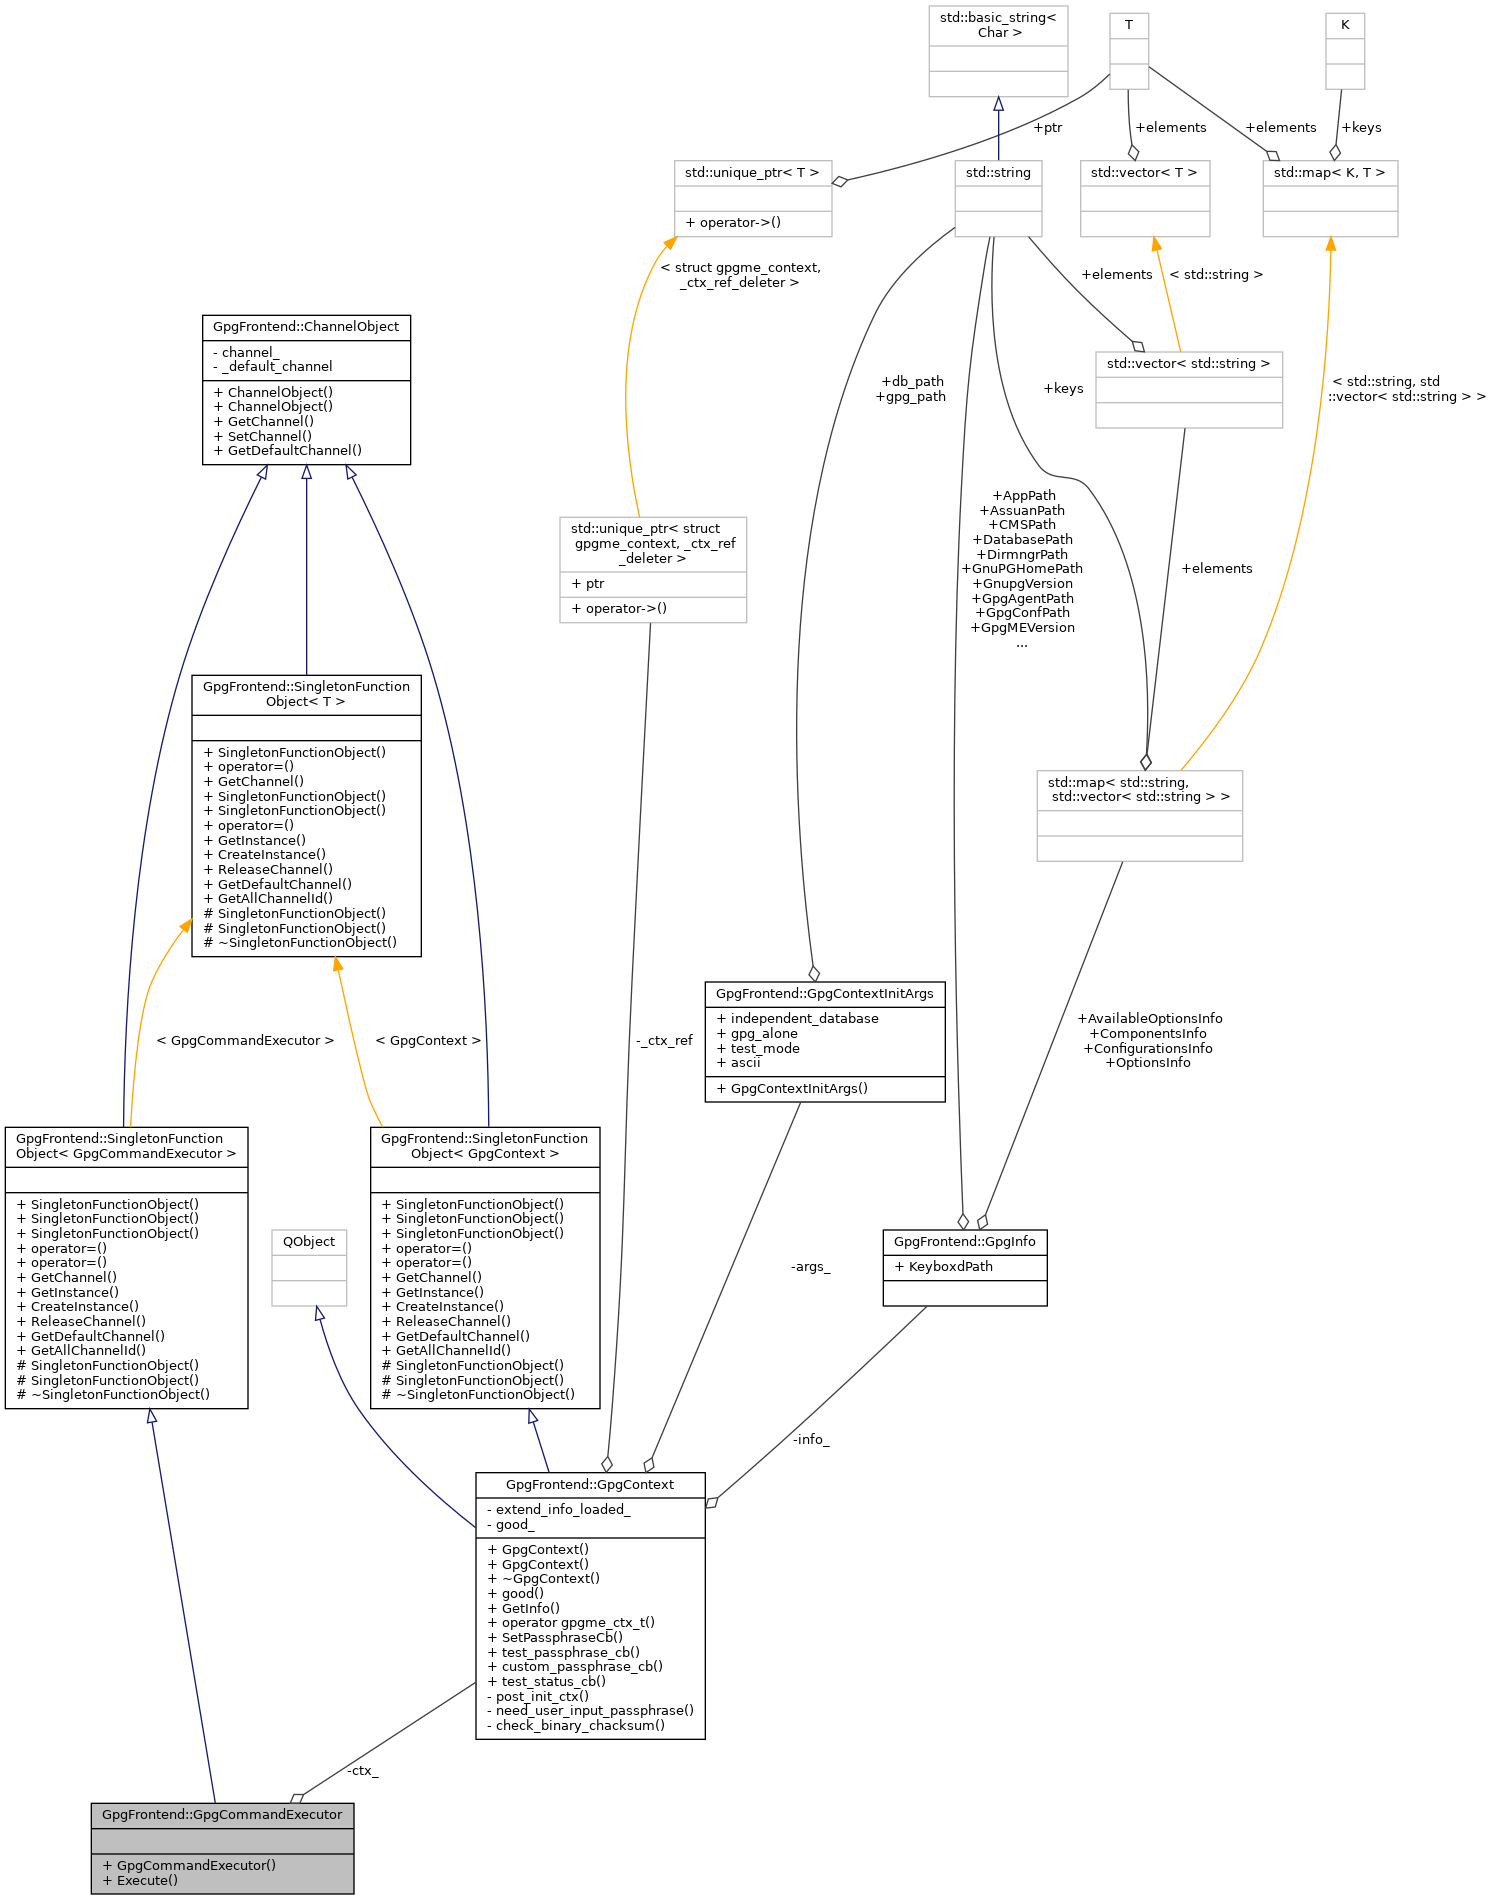 std::basic_string<
Char >
T
K
+ptr
+elements
+elements
+keys
std::unique_ptr< T >
+ operator->()
std::string
std::vector< T >
std::map< K, T >
< struct gpgme_context,
_ctx_ref_deleter >
+elements
< std::string >
GpgFrontend::ChannelObject
- channel_
- _default_channel
+ ChannelObject()
+ ChannelObject()
+ GetChannel()
+ SetChannel()
+ GetDefaultChannel()
+db_path
+gpg_path
+keys
std::vector< std::string >
< std::string, std
::vector< std::string > >
std::unique_ptr< struct
gpgme_context, _ctx_ref
_deleter >
+ ptr
+ operator->()
+AppPath
+AssuanPath
+CMSPath
+DatabasePath
+DirmngrPath
+GnuPGHomePath
+GnupgVersion
+GpgAgentPath
+GpgConfPath
+GpgMEVersion
...
+elements
GpgFrontend::SingletonFunction
Object< T >
+ SingletonFunctionObject()
+ operator=()
+ GetChannel()
+ SingletonFunctionObject()
+ SingletonFunctionObject()
+ operator=()
+ GetInstance()
+ CreateInstance()
+ ReleaseChannel()
+ GetDefaultChannel()
+ GetAllChannelId()
# SingletonFunctionObject()
# SingletonFunctionObject()
# ~SingletonFunctionObject()
std::map< std::string,
std::vector< std::string > >
< GpgCommandExecutor >
< GpgContext >
-_ctx_ref
GpgFrontend::GpgContextInitArgs
+ independent_database
+ gpg_alone
+ test_mode
+ ascii
+ GpgContextInitArgs()
+AvailableOptionsInfo
+ComponentsInfo
+ConfigurationsInfo
+OptionsInfo
GpgFrontend::SingletonFunction
Object< GpgCommandExecutor >
+ SingletonFunctionObject()
+ SingletonFunctionObject()
+ SingletonFunctionObject()
+ operator=()
+ operator=()
+ GetChannel()
+ GetInstance()
+ CreateInstance()
+ ReleaseChannel()
+ GetDefaultChannel()
+ GetAllChannelId()
# SingletonFunctionObject()
# SingletonFunctionObject()
# ~SingletonFunctionObject()
QObject
GpgFrontend::SingletonFunction
Object< GpgContext >
+ SingletonFunctionObject()
+ SingletonFunctionObject()
+ SingletonFunctionObject()
+ operator=()
+ operator=()
+ GetChannel()
+ GetInstance()
+ CreateInstance()
+ ReleaseChannel()
+ GetDefaultChannel()
+ GetAllChannelId()
# SingletonFunctionObject()
# SingletonFunctionObject()
# ~SingletonFunctionObject()
-args_
GpgFrontend::GpgInfo
+ KeyboxdPath
-info_
GpgFrontend::GpgContext
- extend_info_loaded_
- good_
+ GpgContext()
+ GpgContext()
+ ~GpgContext()
+ good()
+ GetInfo()
+ operator gpgme_ctx_t()
+ SetPassphraseCb()
+ test_passphrase_cb()
+ custom_passphrase_cb()
+ test_status_cb()
- post_init_ctx()
- need_user_input_passphrase()
- check_binary_chacksum()
-ctx_
GpgFrontend::GpgCommandExecutor
+ GpgCommandExecutor()
+ Execute()